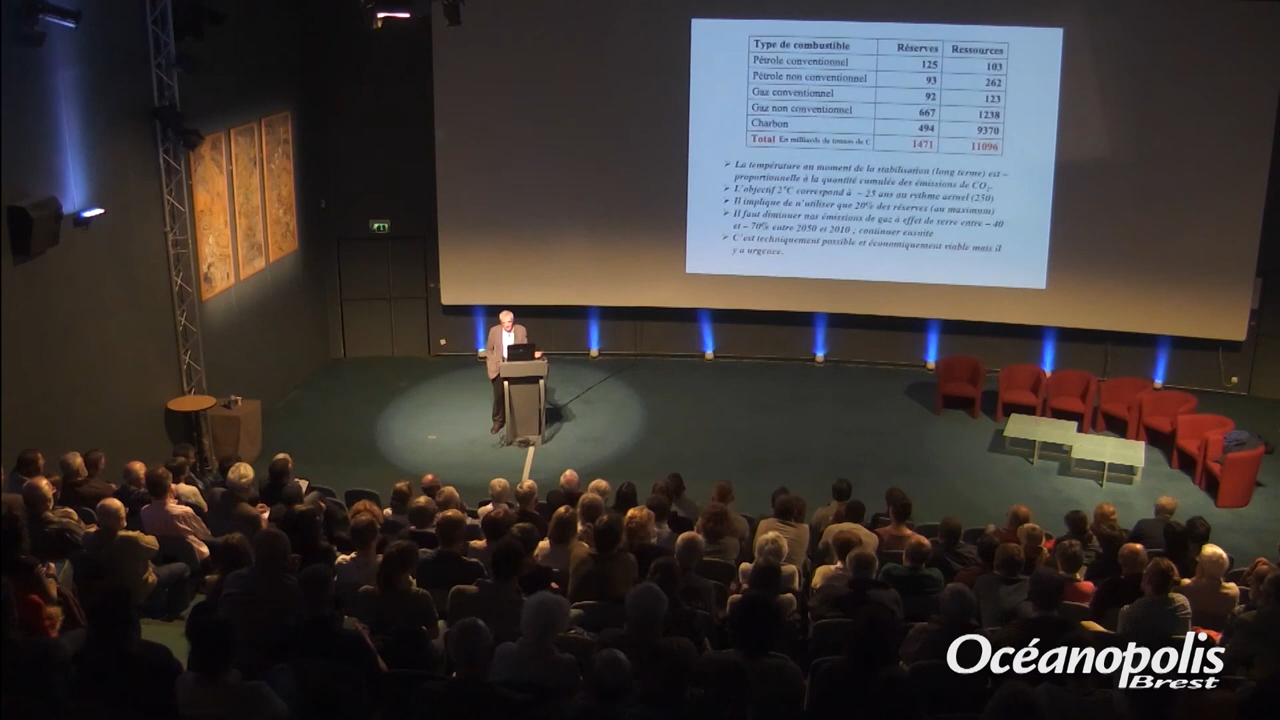 Type de combustible Réserves Ressources
Pétrole conventionnel 125 103
Pétrole non conventionnel 93 262
Gaz conventionnel 92 123
Gaz non conventionnel 667 1238
Charbon 494 9370
Total En milliards de tonnes de C 1471 11096
➢ La température au moment de la stabilisation (long terme) est ~
proportionnelle à la quantité cumulée des émissions de CO2.
➢ L'objectif 2°C correspond à ~ 25 ans au rythme actuel (250)
➢ Il implique de n'utiliser que 20% des réserves (au maximum)
➢ Il faut diminuer nos émissions de gaz à effet de serre entre – 40
et – 70% entre 2050 et 2010 ; continuer ensuite
➢ C'est techniquement possible et économiquement viable mais il
y a urgence.
Océanopolis
Brest